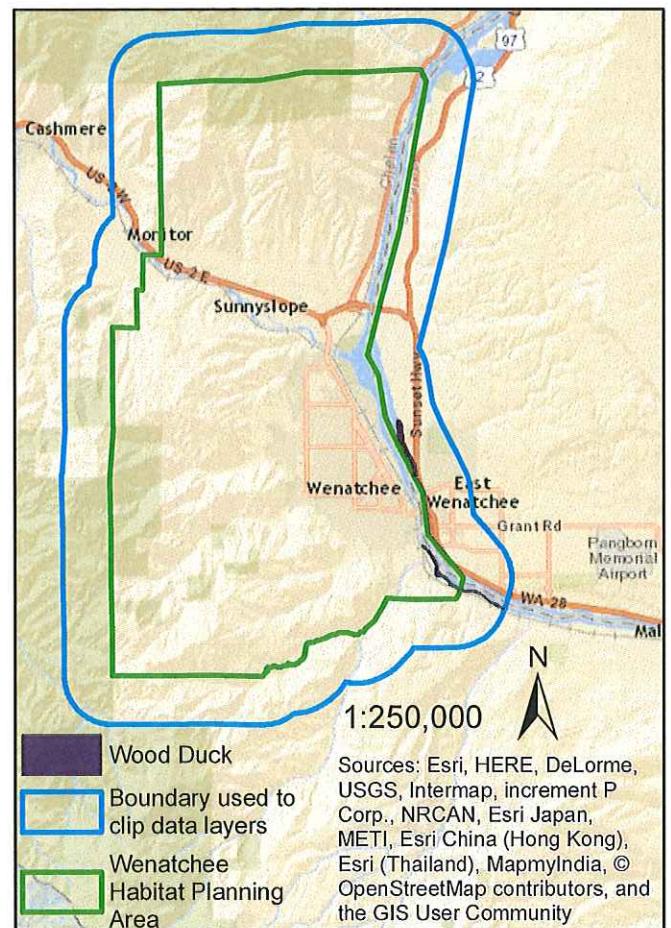 97
2
Cashmere
US-2 W
Monitor
US-2 E
Chelan
Sunnyslope
Sunset Hwy
Wenatchee
East
Wenatchee
Grant Rd
Pangborn
Memorial
Airport
WA-28
Mal
N
1:250,000
Wood Duck
Boundary used to
clip data layers
Wenatchee
Habitat Planning
Area
Sources: Esri, HERE, DeLorme,
USGS, Intermap, increment P
Corp., NRCAN, Esri Japan,
METI, Esri China (Hong Kong),
Esri (Thailand), MapmyIndia, ©
OpenStreetMap contributors, and
the GIS User Community